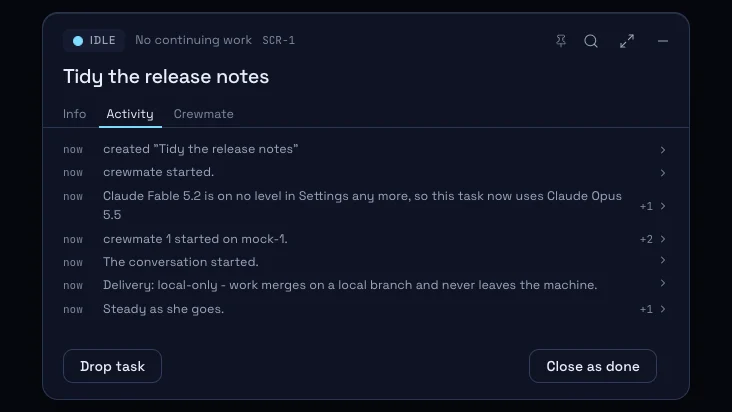 IDLE No continuing work SCR-1
Tidy the release notes
Info Activity Crewmate
now created "Tidy the release notes"
now crewmate started.
now Claude Fable 5.2 is on no level in Settings any more, so this task now uses Claude Opus
5.5 +1
now crewmate 1 started on mock-1. +2
now The conversation started.
now Delivery: local-only - work merges on a local branch and never leaves the machine.
now Steady as she goes. +1
Drop task Close as done